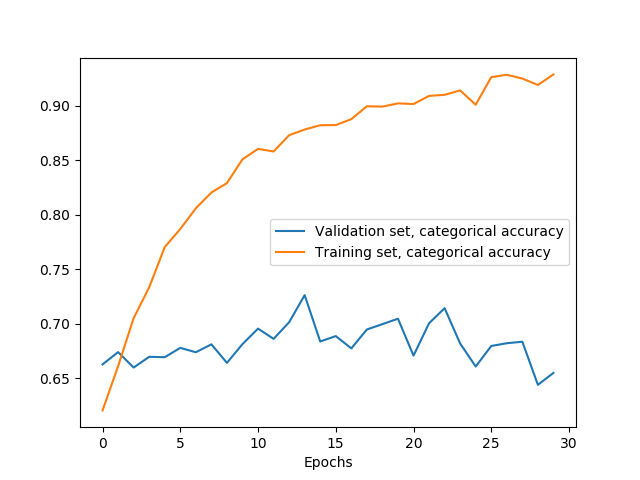 0.90
0.85
0.80
Validation set, categorical accuracy
Training set, categorical accuracy
0.75
0.70
0.65
0 5 10 15 20 25 30
Epochs